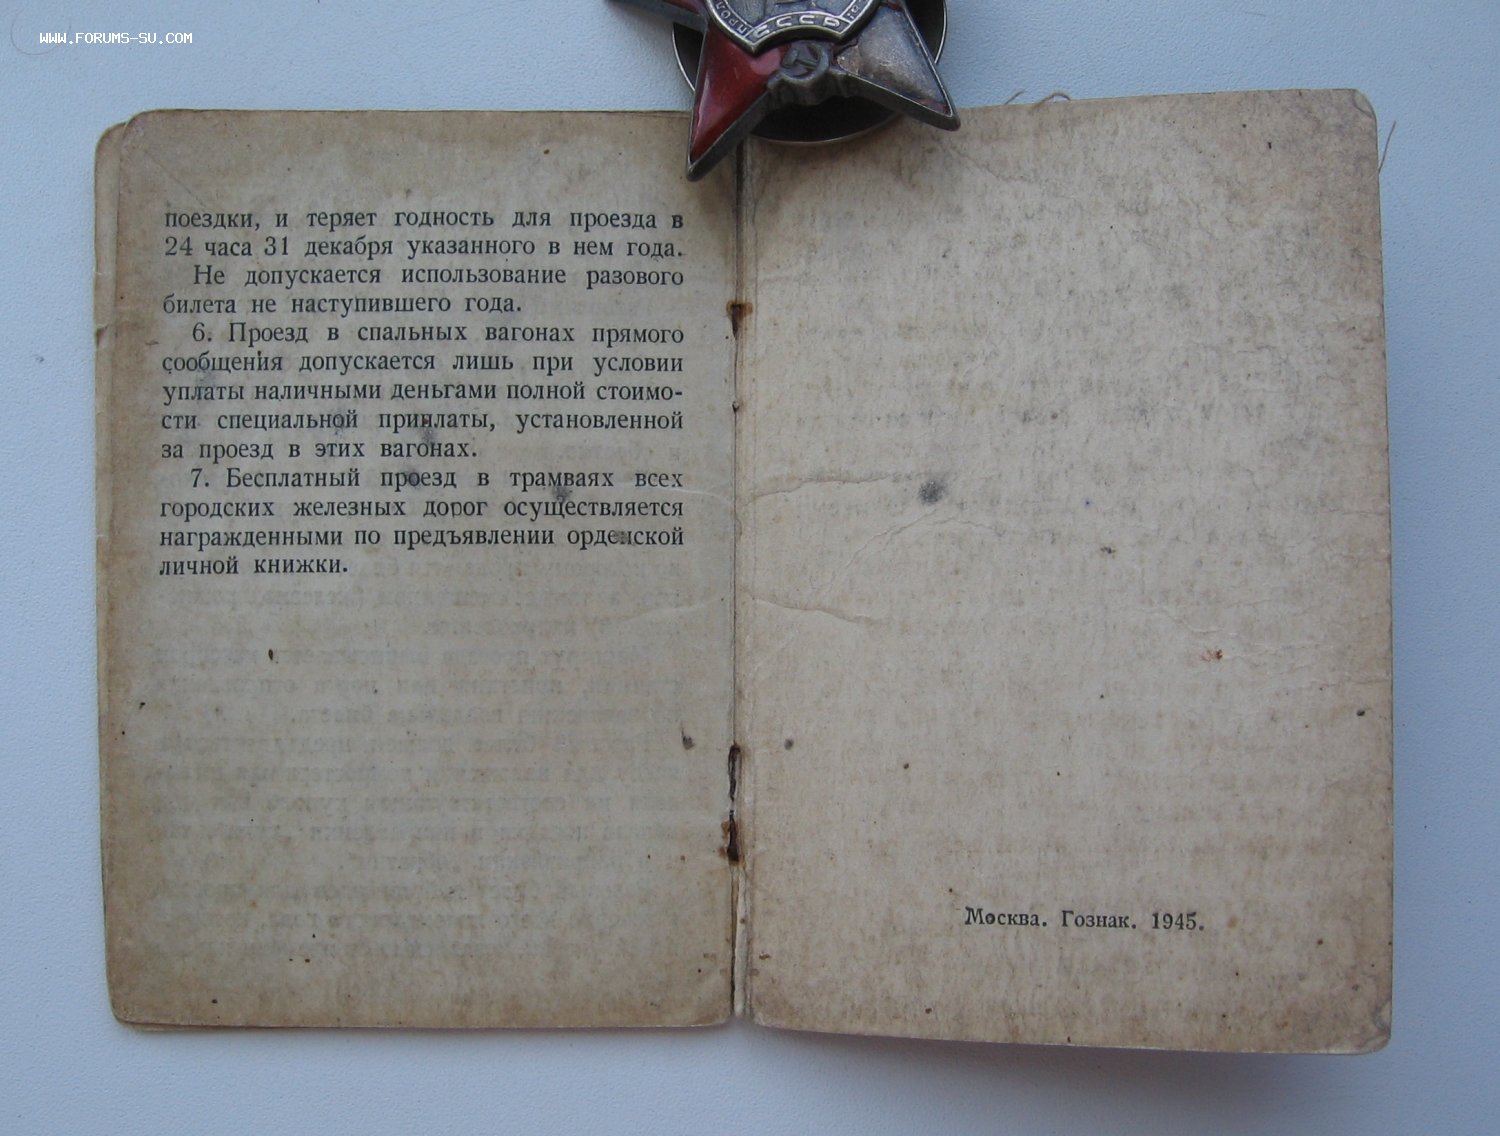 WWW.FORUMS-SU.COM
СССР
поездки, и теряет годность для проезда в
24 часа 31 декабря указанного в нем года.
Не допускается использование разового
билета не наступившего года.
6. Проезд в спальных вагонах прямого
сообщения допускается лишь при условии
уплаты наличными деньгами полной стоимо-
сти специальной приплаты, установленной
за проезд в этих вагонах.
7. Бесплатный проезд в трамваях всех
городских железных дорог осуществляется
награжденными по предъявлении орденской
личной книжки.
Москва. Гознак. 1945.